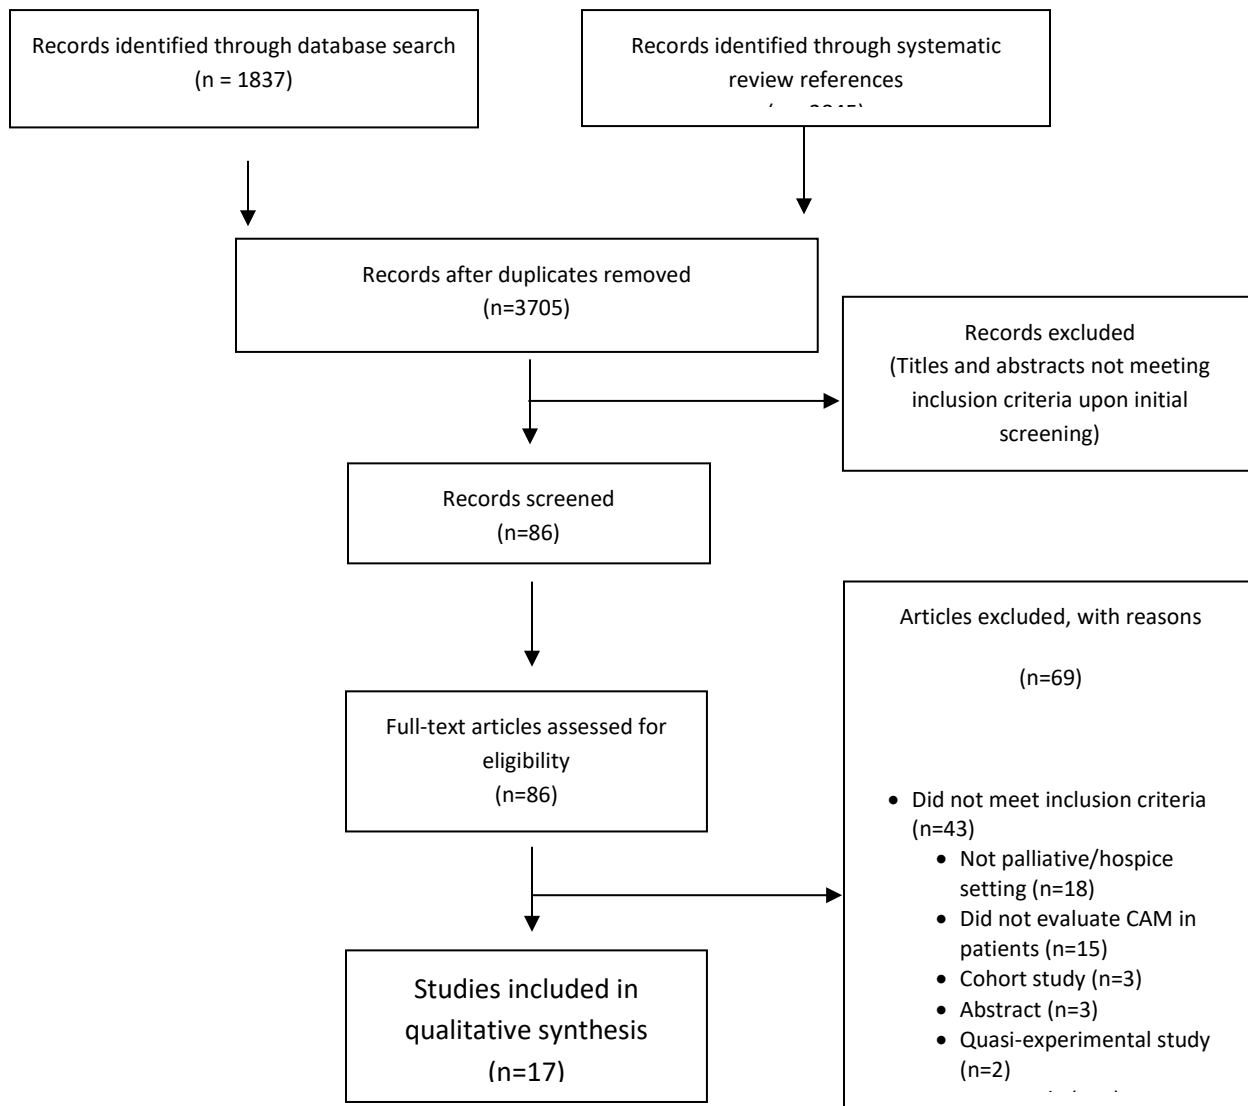 Records identified through database search
(n = 1837)
Records identified through systematic
review references
Records after duplicates removed
(n=3705)
Records excluded
(Titles and abstracts not meeting
inclusion criteria upon initial
screening)
Records screened
(n=86)
Full-text articles assessed for
eligibility
(n=86)
Articles excluded, with reasons
(n=69)
• Did not meet inclusion criteria
(n=43)
• Not palliative/hospice
setting (n=18)
• Did not evaluate CAM in
patients (n=15)
• Cohort study (n=3)
• Abstract (n=3)
• Quasi-experimental study
(n=2)
Studies included in
qualitative synthesis
(n=17)